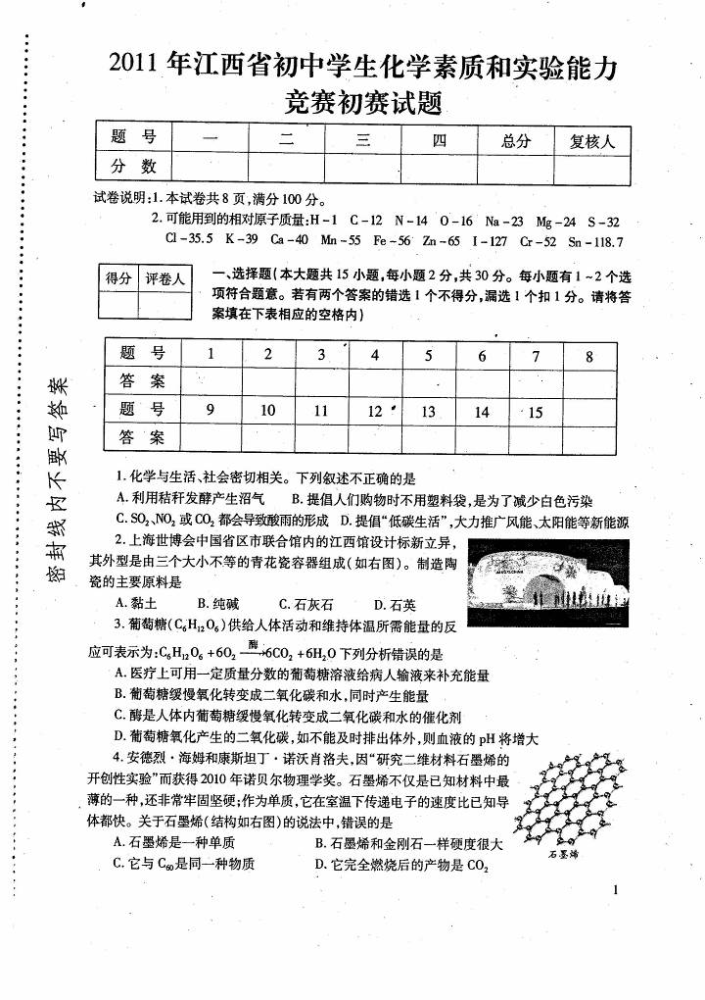 2011年江西省初中学生化学素质和实验能力
竞赛初赛试题
题 号 一 二 三 四 总分 复核人
分 数
试卷说明:1.本试卷共8页,满分100分。
2.可能用到的相对原子质量:H-1 C-12 N-14 O-16 Na-23 Mg-24 S-32
Cl-35.5 K-39 Ca-40 Mn-55 Fe-56 Zn-65 I-127 Cr-52 Sn-118.7
得分 评卷人
一、选择题(本大题共15小题,每小题2分,共30分。每小题有1~2个选
项符合题意。若有两个答案的错选1个不得分,漏选1个扣1分。请将答
案填在下表相应的空格内)
题 号 1 2 3 4 5 6 7 8
答 案
题 号 9 10 11 12 13 14 15
答 案
密封线内不要写答案
1.化学与生活、社会密切相关。下列叙述不正确的是
A.利用秸秆发酵产生沼气 B.提倡人们购物时不用塑料袋,是为了减少白色污染
C.SO₂、NO₂或CO₂都会导致酸雨的形成 D.提倡“低碳生活”,大力推广风能、太阳能等新能源
2.上海世博会中国省区市联合馆内的江西馆设计标新立异,
其外型是由三个大小不等的青花瓷容器组成(如右图)。制造陶
瓷的主要原料是
A.黏土 B.纯碱 C.石灰石 D.石英
3.葡萄糖(C₆H₁₂O₆)供给人体活动和维持体温所需能量的反
应可表示为:C₆H₁₂O₆+6O₂ 酶→6CO₂+6H₂O下列分析错误的是
A.医疗上可用一定质量分数的葡萄糖溶液给病人输液来补充能量
B.葡萄糖缓慢氧化转变成二氧化碳和水,同时产生能量
C.酶是人体内葡萄糖缓慢氧化转变成二氧化碳和水的催化剂
D.葡萄糖氧化产生的二氧化碳,如不能及时排出体外,则血液的pH将增大
4.安德烈·海姆和康斯坦丁·诺沃肖洛夫,因“研究二维材料石墨烯的
开创性实验”而获得2010年诺贝尔物理学奖。石墨烯不仅是已知材料中最
薄的一种,还非常牢固坚硬;作为单质,它在室温下传递电子的速度比已知导
体都快。关于石墨烯(结构如右图)的说法中,错误的是
A.石墨烯是一种单质 B.石墨烯和金刚石一样硬度很大
C.它与C₆₀是同一种物质 D.它完全燃烧后的产物是CO₂
石墨烯
1